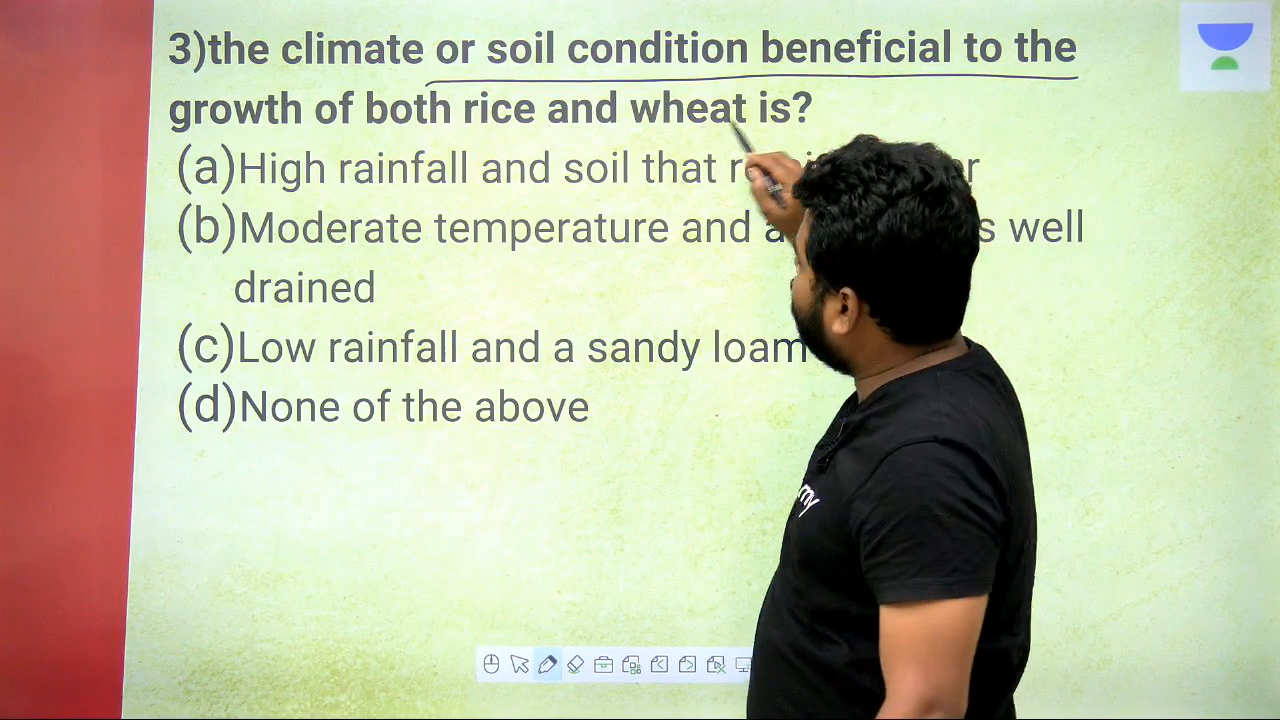 3)the climate or soil condition beneficial to the
growth of both rice and wheat is?
(a)High rainfall and soil that
(b)Moderate temperature and well
drained
(c)Low rainfall and a sandy loam
(d)None of the above
my